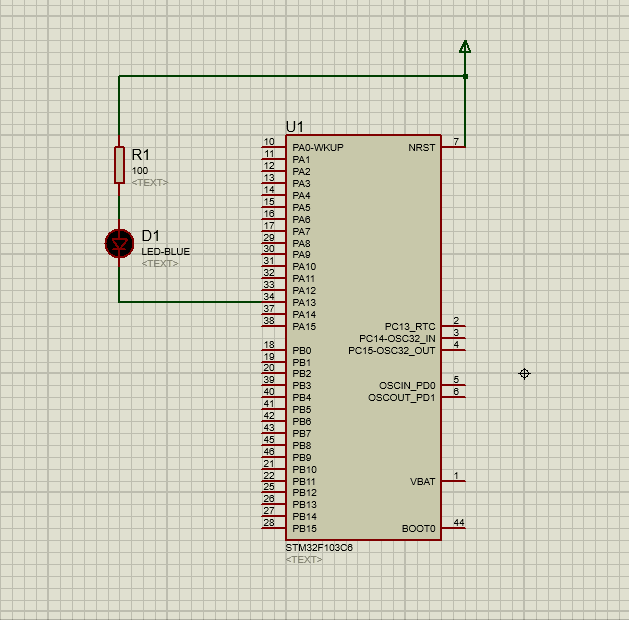 U1
10 PA0-WKUP NRST 7
11 PA1
12 PA2
13 PA3
14 PA4
15 PA5
16 PA6
17 PA7
29 PA8
30 PA9
31 PA10
32 PA11
33 PA12
34 PA13
37 PA14
38 PA15 PC13_RTC 2
PC14-OSC32_IN 3
18 PB0 PC15-OSC32_OUT 4
19 PB1
20 PB2
39 PB3 OSCIN_PD0 5
40 PB4 OSCOUT_PD1 6
41 PB5
42 PB6
43 PB7
45 PB8
46 PB9
21 PB10
22 PB11 VBAT 1
25 PB12
26 PB13
27 PB14
28 PB15 BOOT0 44
STM32F103C6
<TEXT>
R1
100
<TEXT>
D1
LED-BLUE
<TEXT>